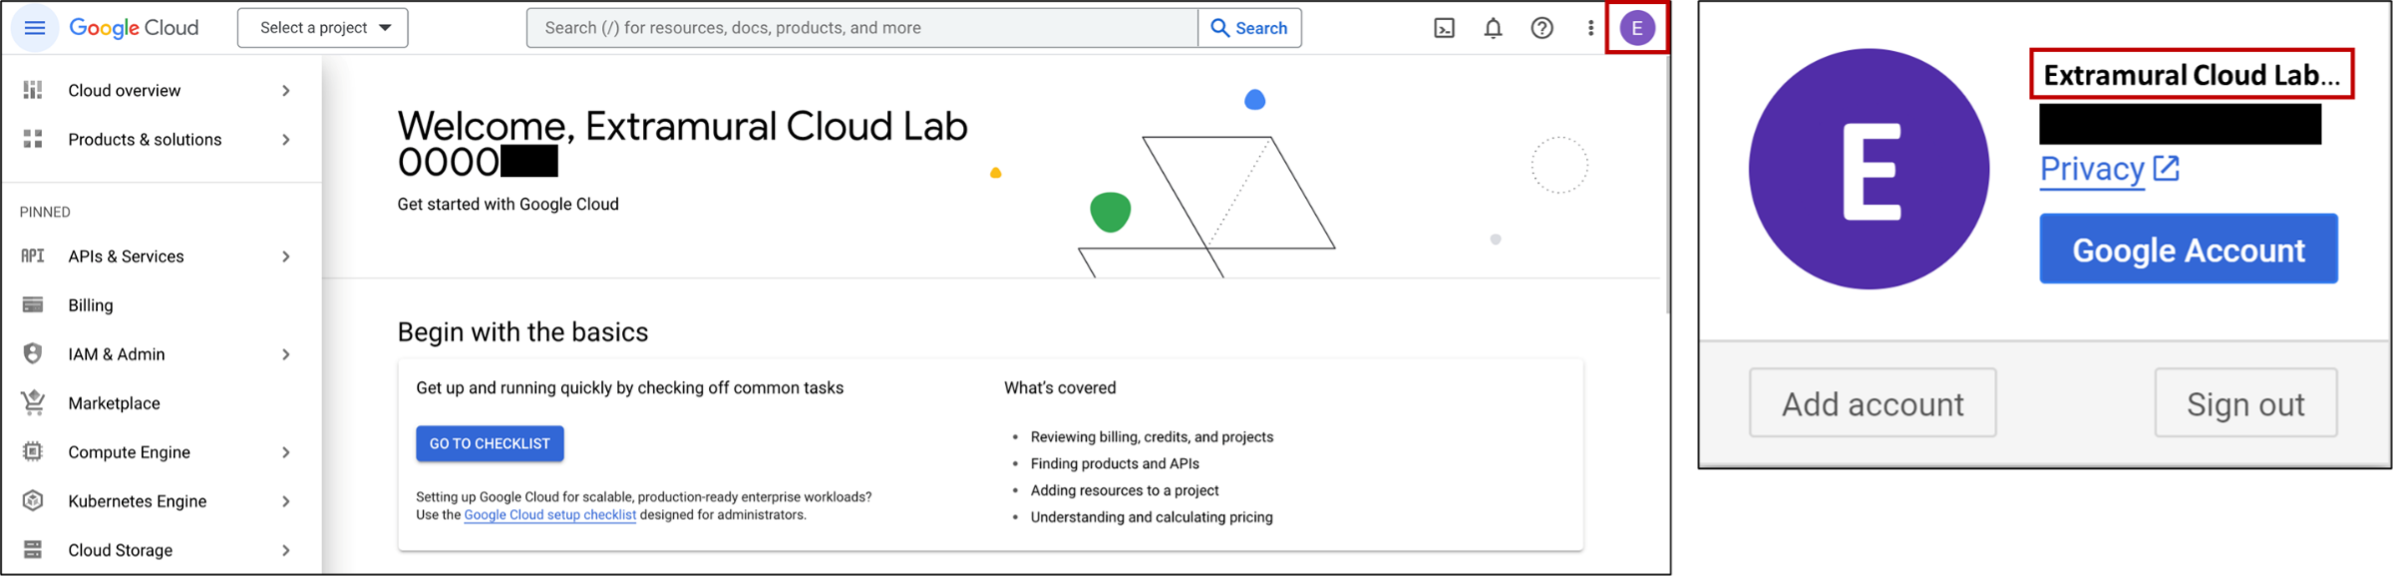 Google Cloud
Select a project
Search (/) for resources, docs, products, and more
Search
E
Cloud overview
Products & solutions
PINNED
API APIs & Services
Billing
IAM & Admin
Marketplace
Compute Engine
Kubernetes Engine
Cloud Storage
Welcome, Extramural Cloud Lab
0000
Get started with Google Cloud
Begin with the basics
Get up and running quickly by checking off common tasks
GO TO CHECKLIST
Setting up Google Cloud for scalable, production-ready enterprise workloads?
Use the Google Cloud setup checklist designed for administrators.
What's covered
• Reviewing billing, credits, and projects
• Finding products and APIs
• Adding resources to a project
• Understanding and calculating pricing
E
Extramural Cloud Lab...
Privacy
Google Account
Add account
Sign out